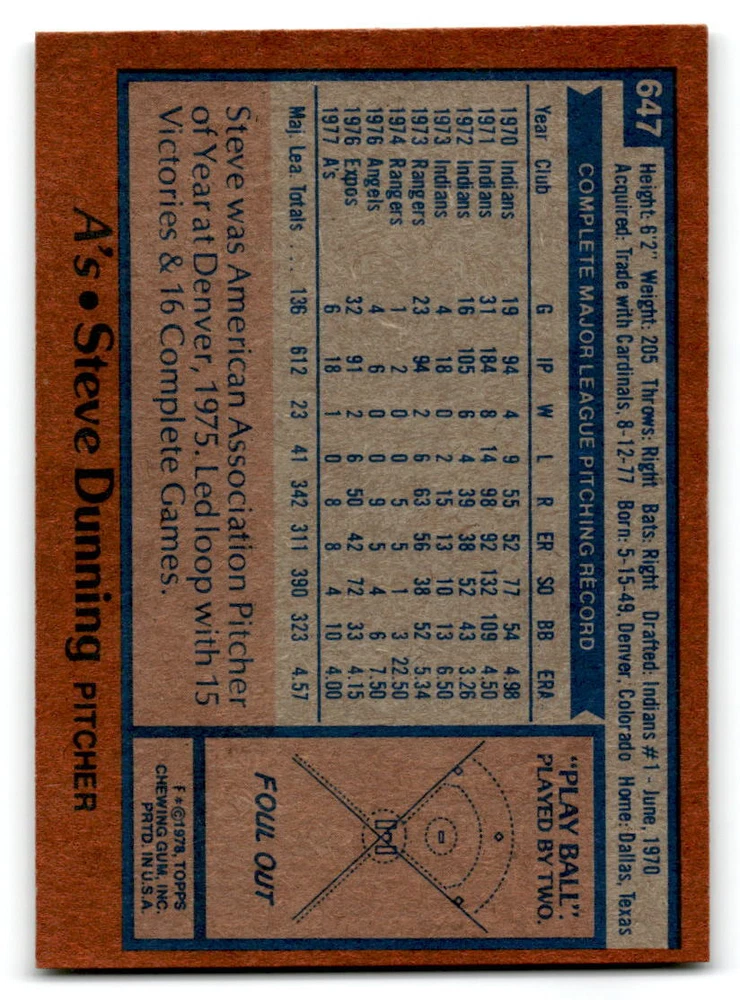 647
Height: 6'2" Weight: 205 Throws: Right Bats: Right Drafted: Indians #1 - June, 1970
Acquired: Trade with Cardinals, 8-12-77 Born: 5-15-49, Denver, Colorado Home: Dallas, Texas
COMPLETE MAJOR LEAGUE PITCHING RECORD
Year Club G IP W L R ER SO BB ERA
1970 Indians 19 94 4 9 55 52 77 54 4.98
1971 Indians 31 184 8 14 98 92 132 109 4.50
1972 Indians 16 105 6 4 39 38 52 43 3.26
1973 Indians 4 18 0 2 15 13 10 13 6.50
1973 Rangers 23 94 2 6 63 56 38 52 5.34
1974 Rangers 1 2 0 0 5 5 1 3 22.50
1976 Angels 4 6 0 0 9 5 4 6 7.50
1976 Expos 32 91 2 6 50 42 72 33 4.15
1977 A's 6 18 1 0 8 8 4 10 4.00
Maj. Lea. Totals . . . 136 612 23 41 342 311 390 323 4.57
Steve was American Association Pitcher
of Year at Denver, 1975. Led loop with 15
Victories & 16 Complete Games.
"PLAY BALL":
PLAYED BY TWO.
FOUL OUT
F*©1978, TOPPS
CHEWING GUM, INC.
PRTD. IN U.S.A.
A's • Steve Dunning PITCHER